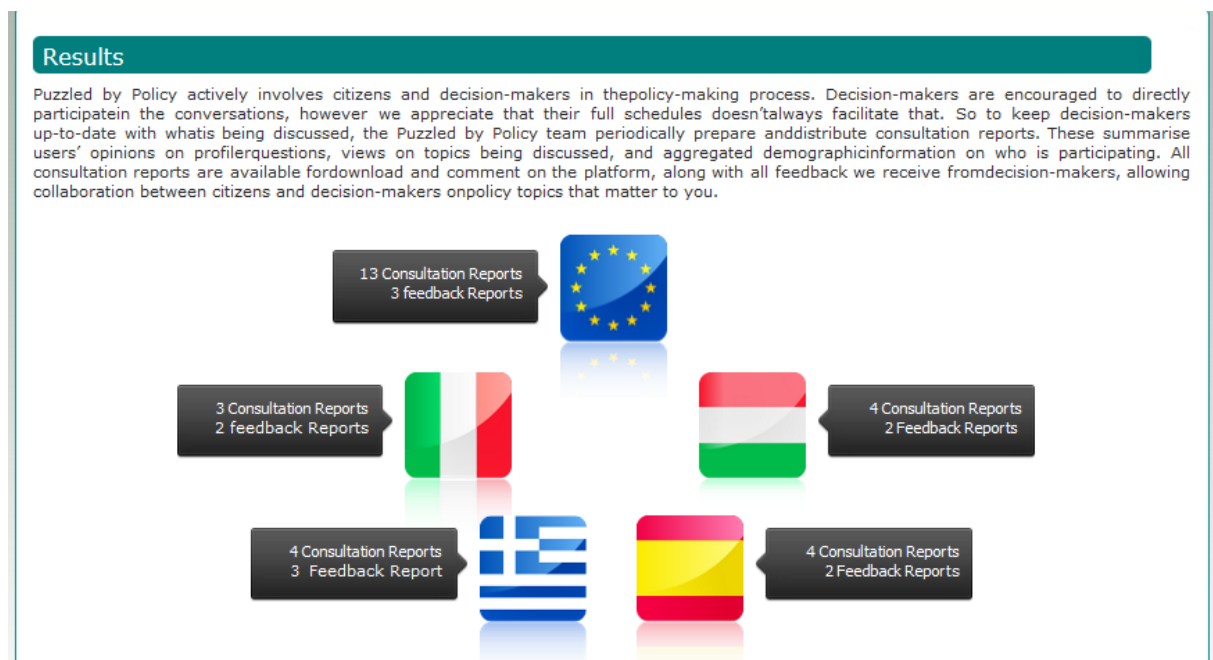 Results
Puzzled by Policy actively involves citizens and decision-makers in thepolicy-making process. Decision-makers are encouraged to directly
participatein the conversations, however we appreciate that their full schedules doesn’talways facilitate that. So to keep decision-makers
up-to-date with whatis being discussed, the Puzzled by Policy team periodically prepare anddistribute consultation reports. These summarise
users’ opinions on profilerquestions, views on topics being discussed, and aggregated demographicinformation on who is participating. All
consultation reports are available fordownload and comment on the platform, along with all feedback we receive fromdecision-makers, allowing
collaboration between citizens and decision-makers onpolicy topics that matter to you.
13 Consultation Reports
3 feedback Reports
3 Consultation Reports
2 feedback Reports
4 Consultation Reports
2 Feedback Reports
4 Consultation Reports
3 Feedback Report
4 Consultation Reports
2 Feedback Reports